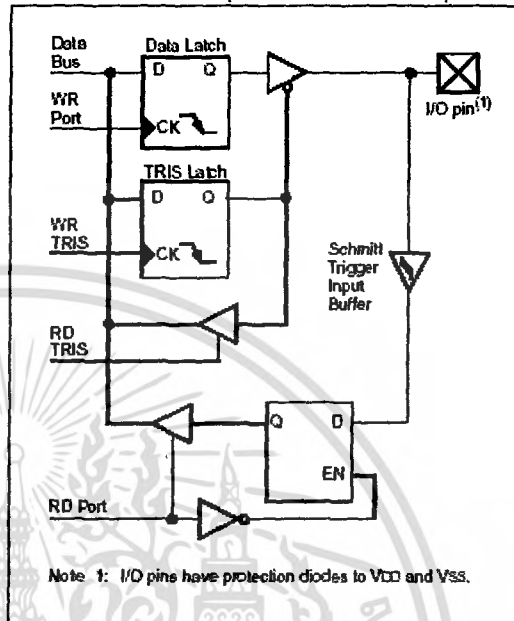 Data
Bus
Data Latch
D Q
WR
Port
CK
I/O pin(1)
TRIS Latch
D Q
WR
TRIS
CK
Schmitt
Trigger
Input
Buffer
RD
TRIS
Q D
EN
RD Port
Note 1: I/O pins have protection diodes to VDD and VSS.